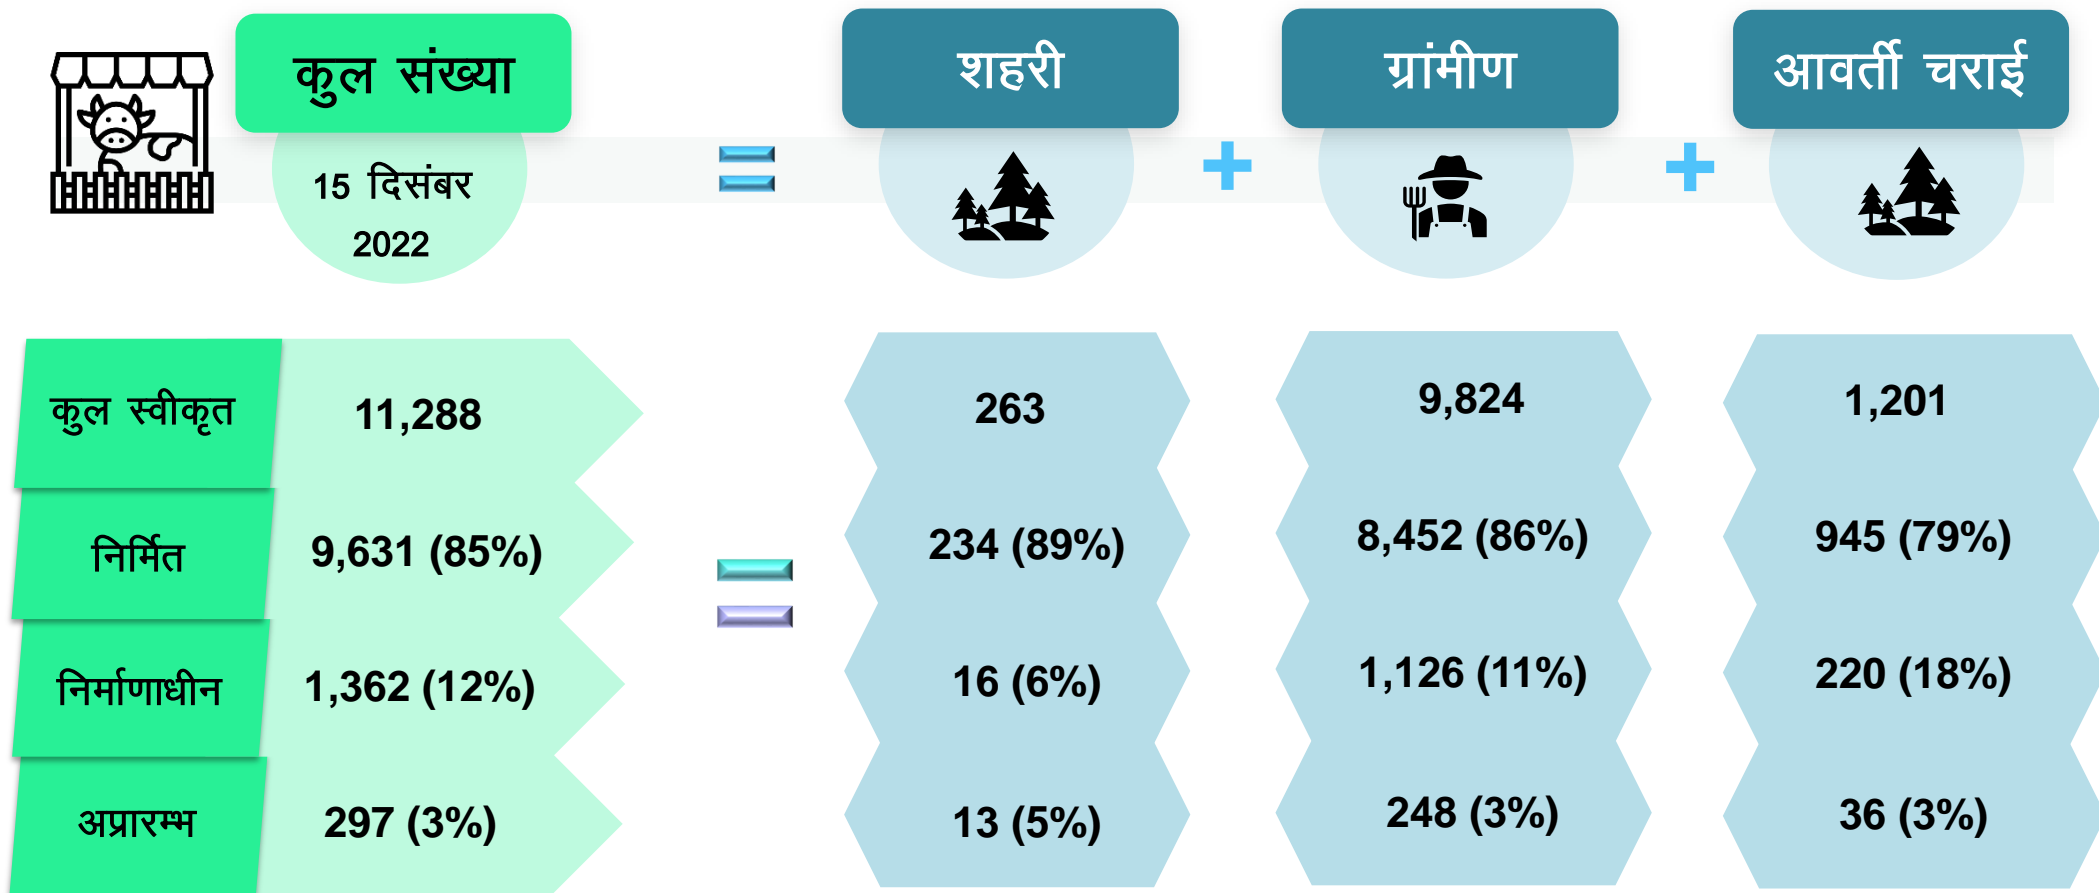 कुल संख्या
शहरी
ग्रांमीण
आवर्ती चराई
15 दिसंबर
2022
=
+
+
कुल स्वीकृत
11,288
263
9,824
1,201
निर्मित
9,631 (85%)
=
234 (89%)
8,452 (86%)
945 (79%)
निर्माणाधीन
1,362 (12%)
16 (6%)
1,126 (11%)
220 (18%)
अप्रारम्भ
297 (3%)
13 (5%)
248 (3%)
36 (3%)